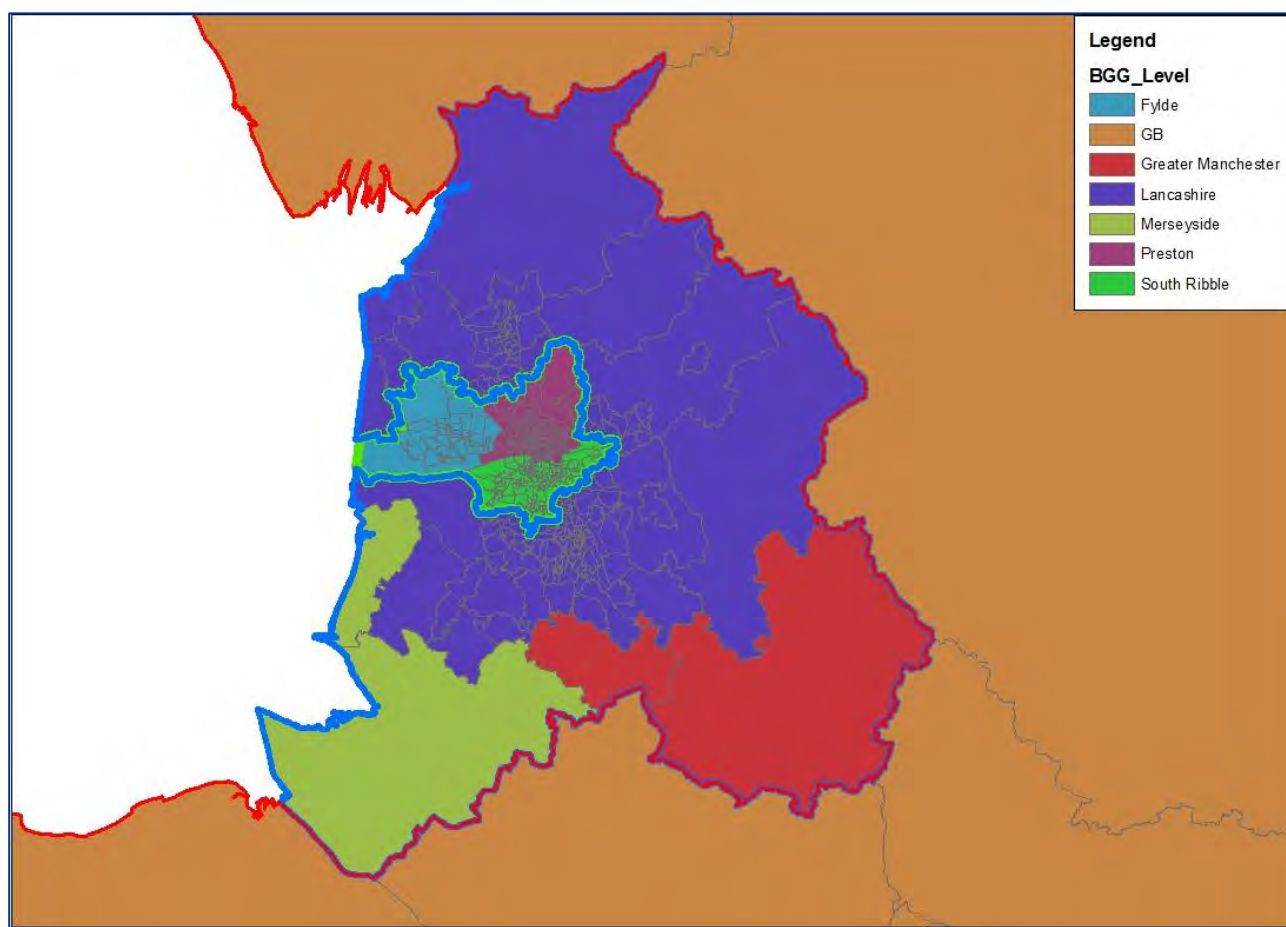 Legend
BGG_Level
Fylde
GB
Greater Manchester
Lancashire
Merseyside
Preston
South Ribble